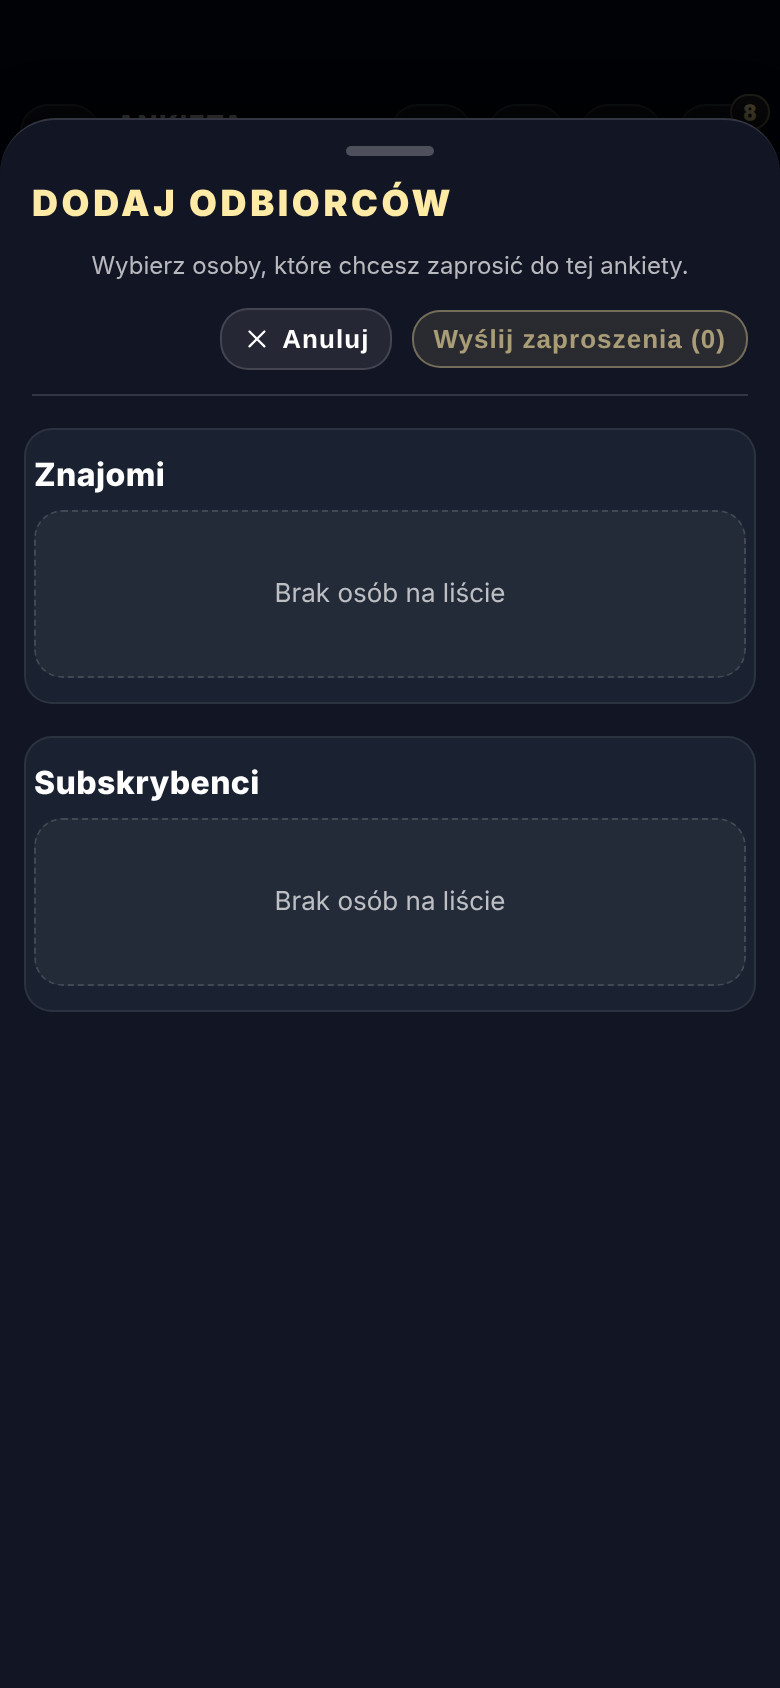 8
DODAJ ODBIORCÓW
Wybierz osoby, które chcesz zaprosić do tej ankiety.
Anuluj
Wyślij zaproszenia (0)
Znajomi
Brak osób na liście
Subskrybenci
Brak osób na liście